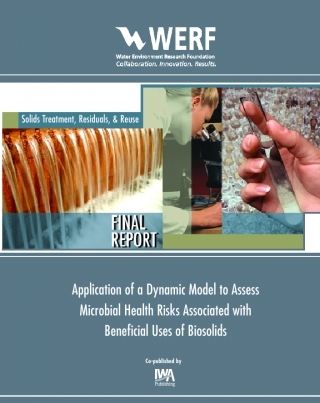 WERF
Water Environment Research Foundation
Collaboration. Innovation. Results.
Solids Treatment, Residuals, & Reuse
FINAL
REPORT
Application of a Dynamic Model to Assess
Microbial Health Risks Associated with
Beneficial Uses of Biosolids
Co-published by
IWA
Publishing